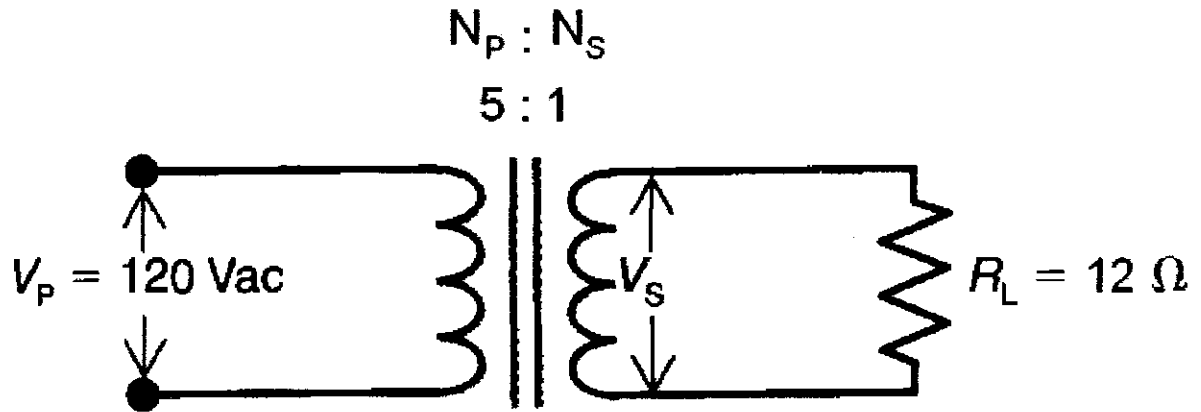 N_P : N_S
5 : 1
V_P = 120 Vac
V_S
R_L = 12 Ω